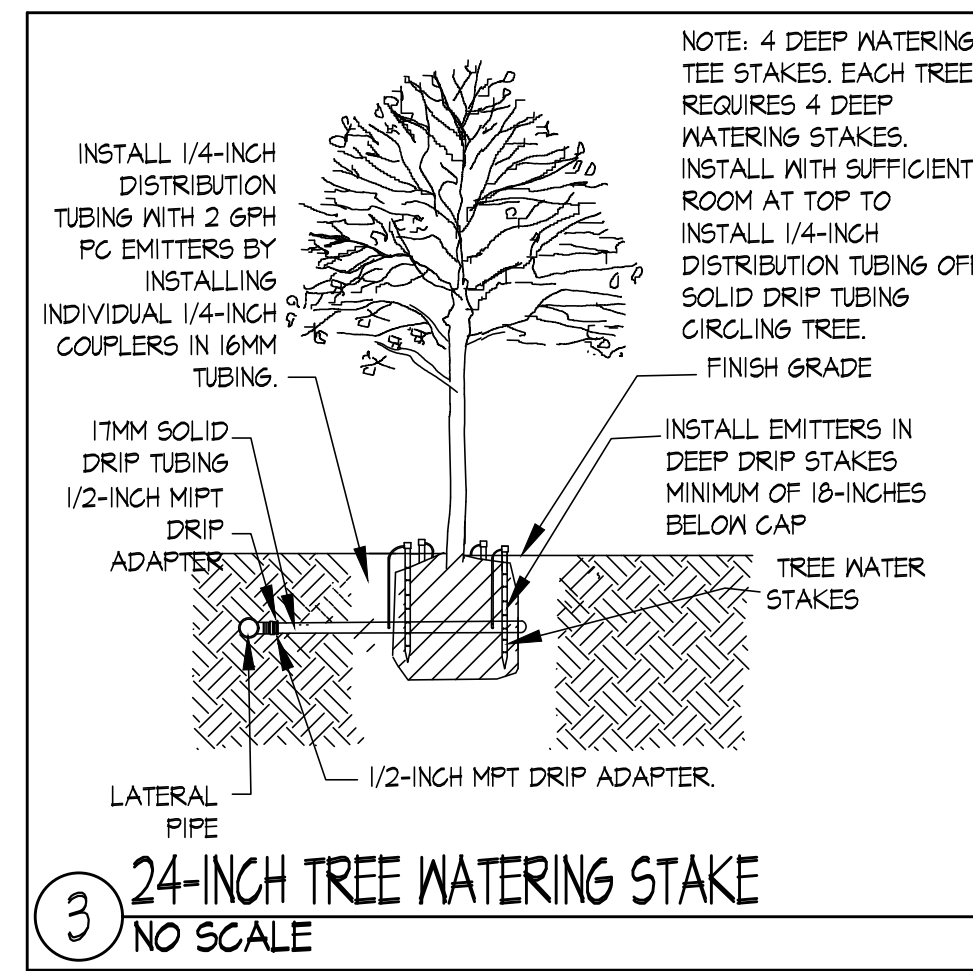 NOTE: 4 DEEP WATERING
TEE STAKES. EACH TREE
REQUIRES 4 DEEP
WATERING STAKES.
INSTALL WITH SUFFICIENT
ROOM AT TOP TO
INSTALL 1/4-INCH
DISTRIBUTION TUBING OFF
SOLID DRIP TUBING
CIRCLING TREE.
INSTALL 1/4-INCH
DISTRIBUTION
TUBING WITH 2 GPH
PC EMITTERS BY
INSTALLING
INDIVIDUAL 1/4-INCH
COUPLERS IN 16MM
TUBING.
FINISH GRADE
17MM SOLID
DRIP TUBING
1/2-INCH MIPT
DRIP
ADAPTER
INSTALL EMITTERS IN
DEEP DRIP STAKES
MINIMUM OF 18-INCHES
BELOW CAP
TREE WATER
STAKES
1/2-INCH MPT DRIP ADAPTER.
LATERAL
PIPE
3
24-INCH TREE WATERING STAKE
NO SCALE